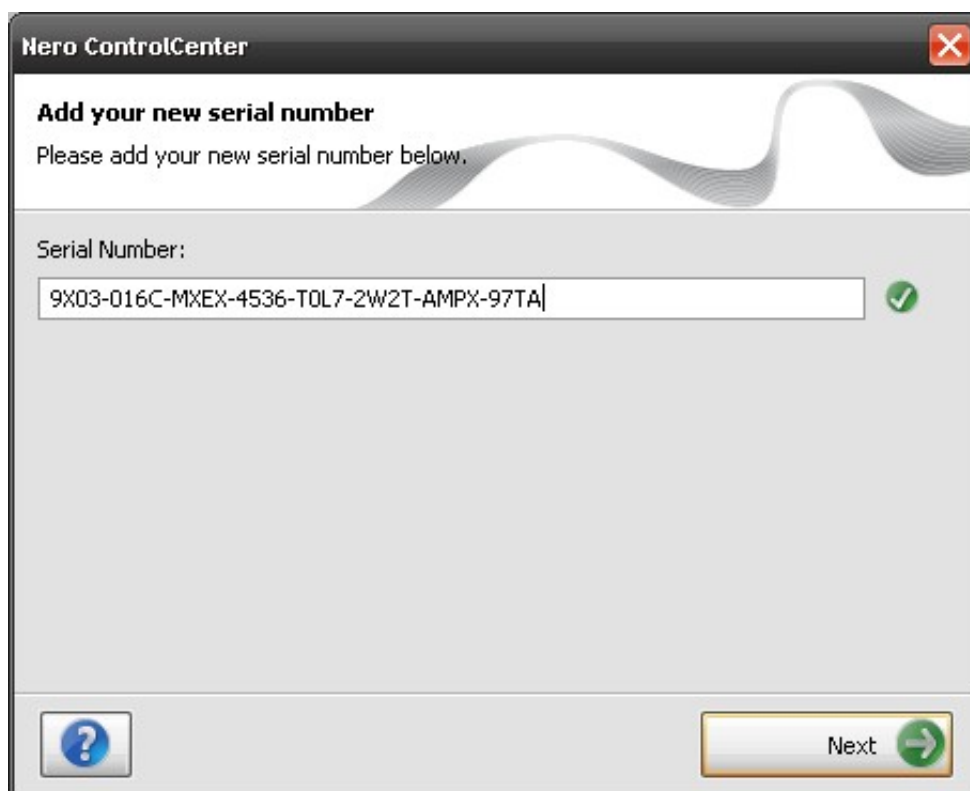 Nero ControlCenter
Add your new serial number
Please add your new serial number below.
Serial Number:
9X03-016C-MXEX-4536-T0L7-2W2T-AMPX-97TA
Next